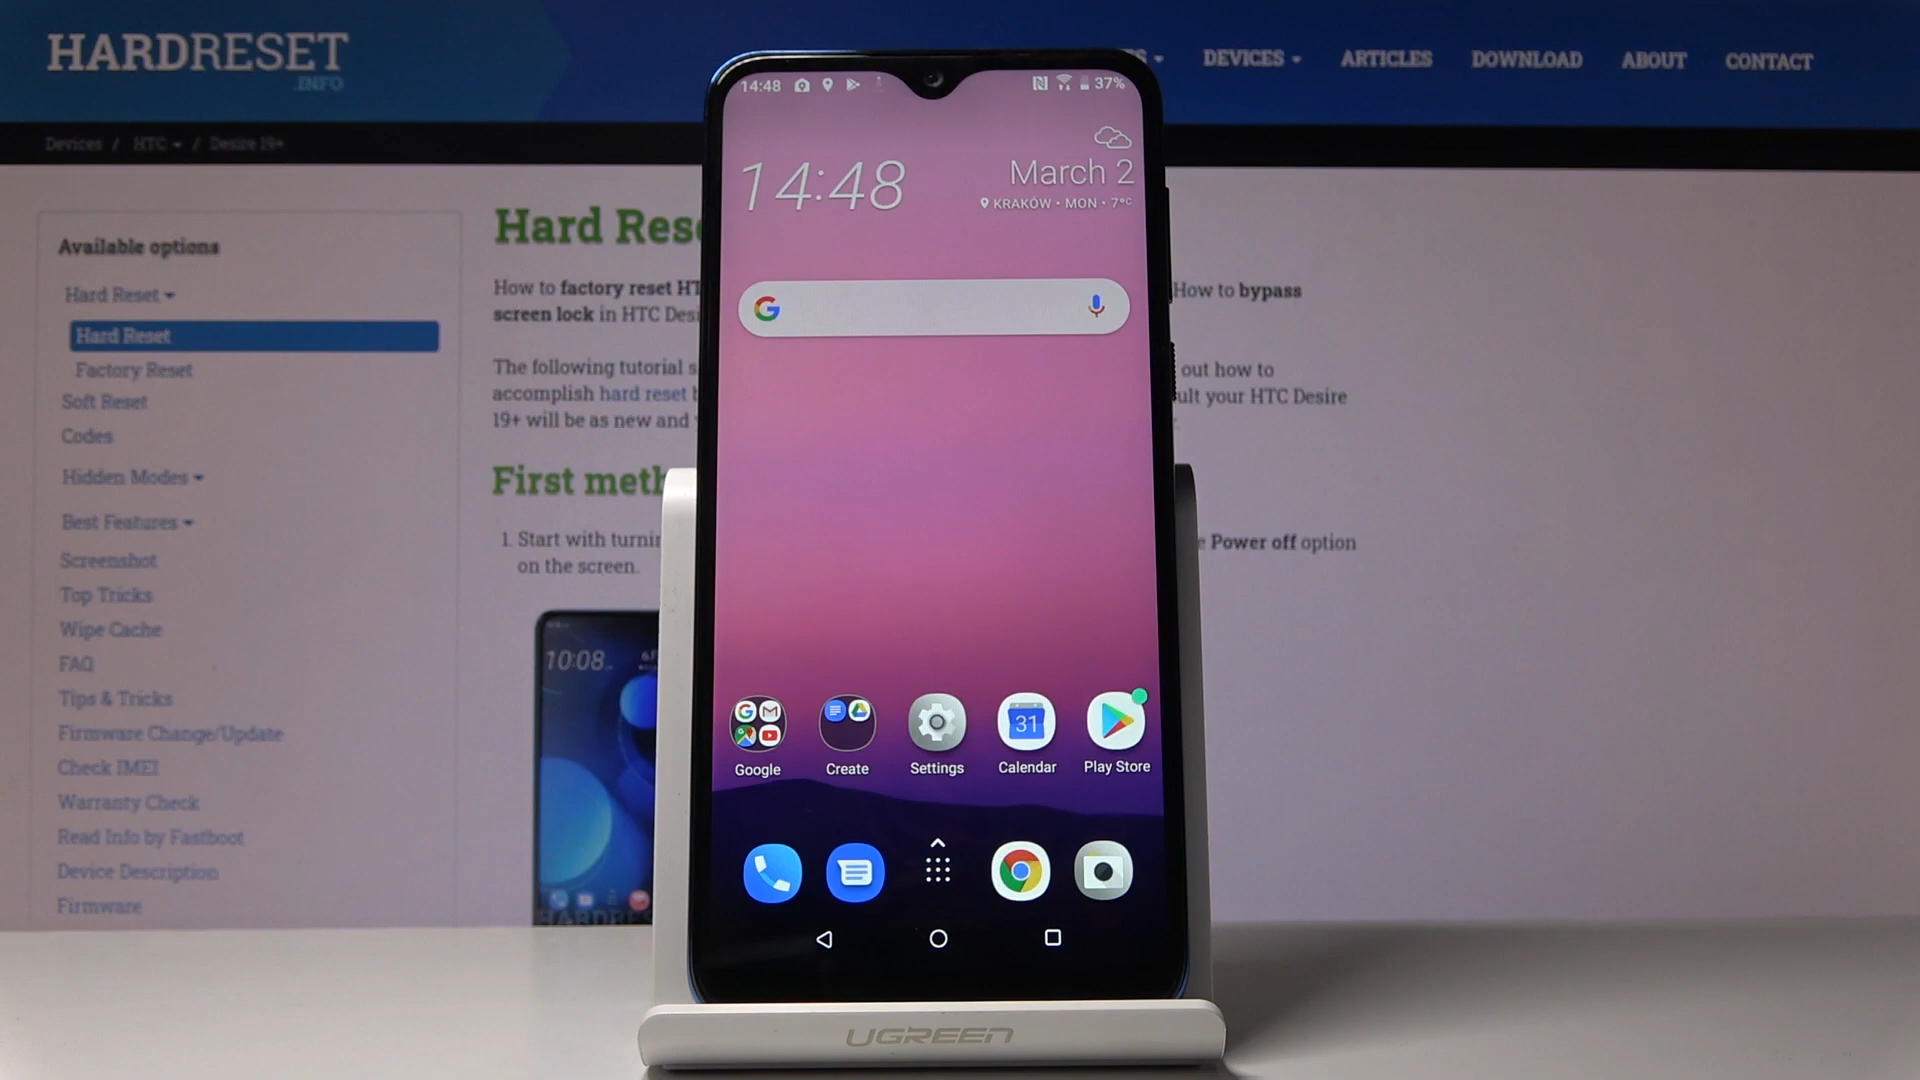 HARDRESET
.INFO
DEVICES
ARTICLES
DOWNLOAD
ABOUT
CONTACT
Devices / HTC / Desire 19+
Available options
Hard Reset
Hard Reset
Factory Reset
Soft Reset
Codes
Hidden Modes
Best Features
Screenshot
Top Tricks
Wipe Cache
FAQ
Tips & Tricks
Firmware Change/Update
Check IMEI
Warranty Check
Read Info by Fastboot
Device Description
Firmware
Hard Rese
How to factory reset HT
How to bypass
screen lock in HTC Desi
The following tutorial s
out how to
accomplish hard reset b
ult your HTC Desire
19+ will be as new and
First meth
1. Start with turnin
e Power off option
on the screen.
10:08
14:48
37%
14:48
March 2
KRAKÓW • MON • 7°C
31
Google
Create
Settings
Calendar
Play Store
UGREEN